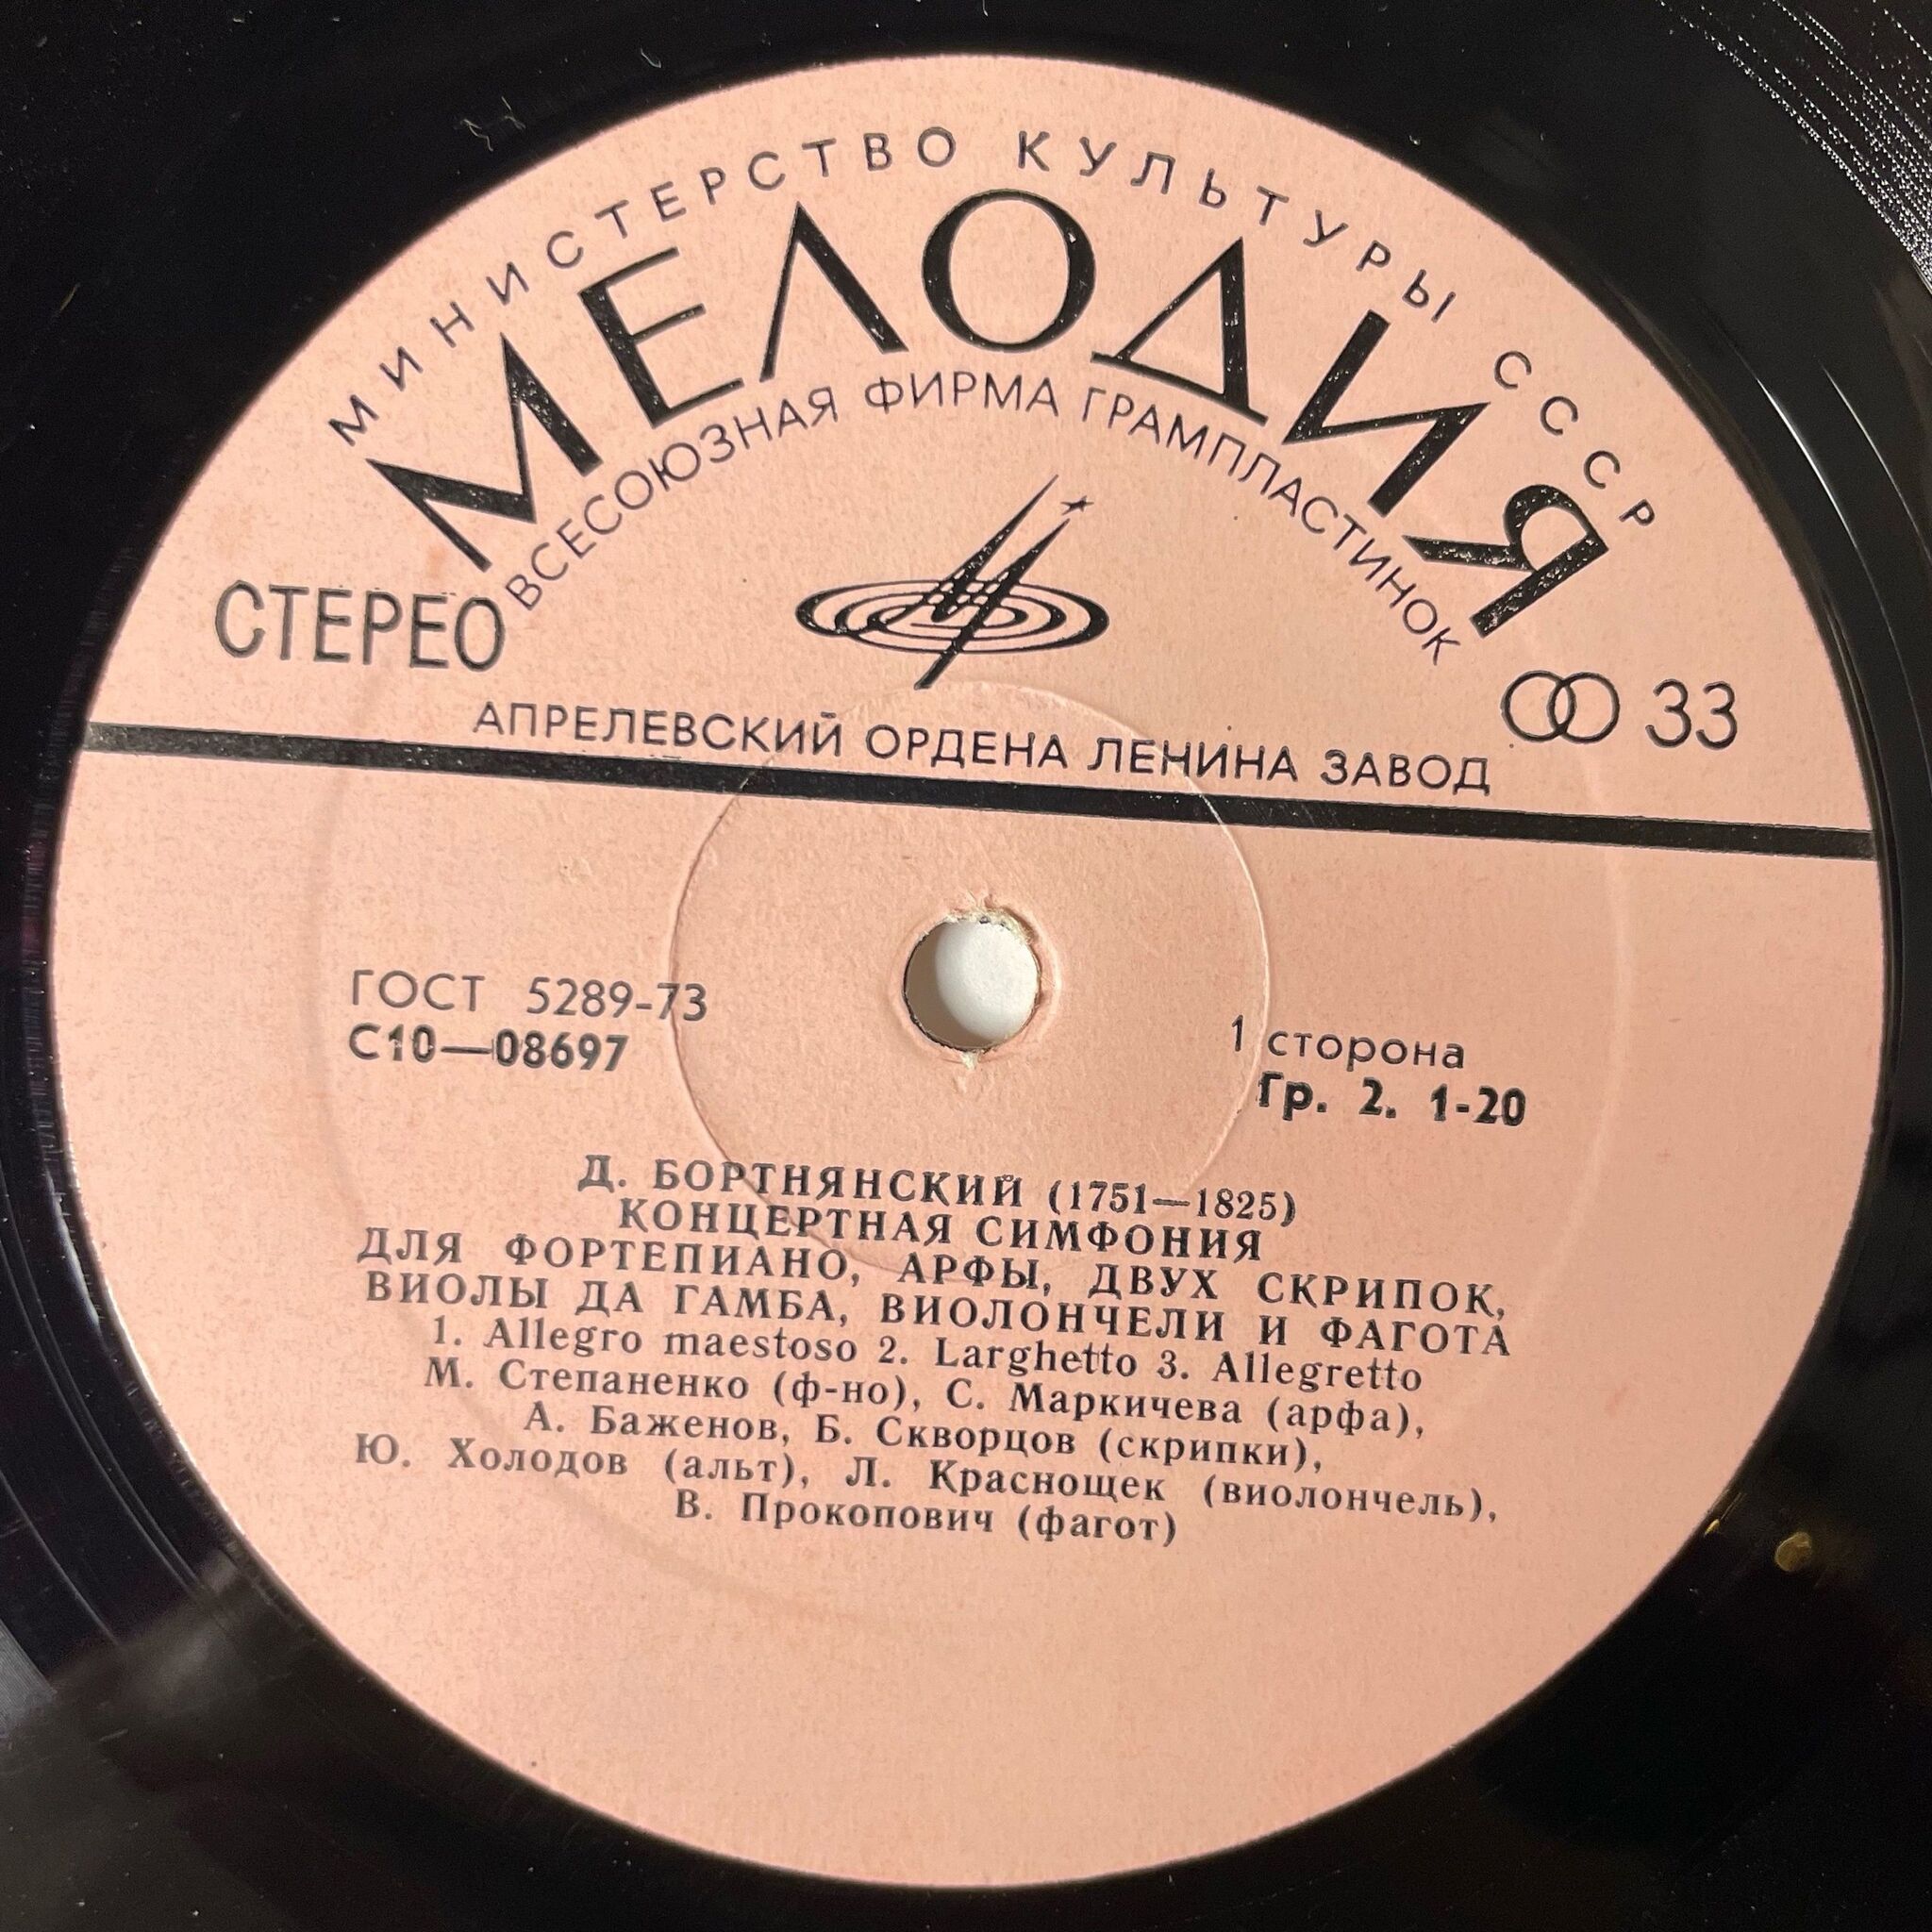 МИНИСТЕРСТВО КУЛЬТУРЫ СССР
МЕЛОДИЯ
ВСЕСОЮЗНАЯ ФИРМА ГРАМПЛАСТИНОК
СТЕРЕО
33
АПРЕЛЕВСКИЙ ОРДЕНА ЛЕНИНА ЗАВОД
ГОСТ 5289-73
С10—08697
1 сторона
Гр. 2. 1-20
Д. БОРТНЯНСКИЙ (1751—1825)
КОНЦЕРТНАЯ СИМФОНИЯ
ДЛЯ ФОРТЕПИАНО, АРФЫ, ДВУХ СКРИПОК,
ВИОЛЫ ДА ГАМБА, ВИОЛОНЧЕЛИ И ФАГОТА
1. Allegro maestoso 2. Larghetto 3. Allegretto
М. Степаненко (ф-но), С. Маркичева (арфа),
А. Баженов, Б. Скворцов (скрипки),
Ю. Холодов (альт), Л. Краснощек (виолончель),
В. Прокопович (фагот)